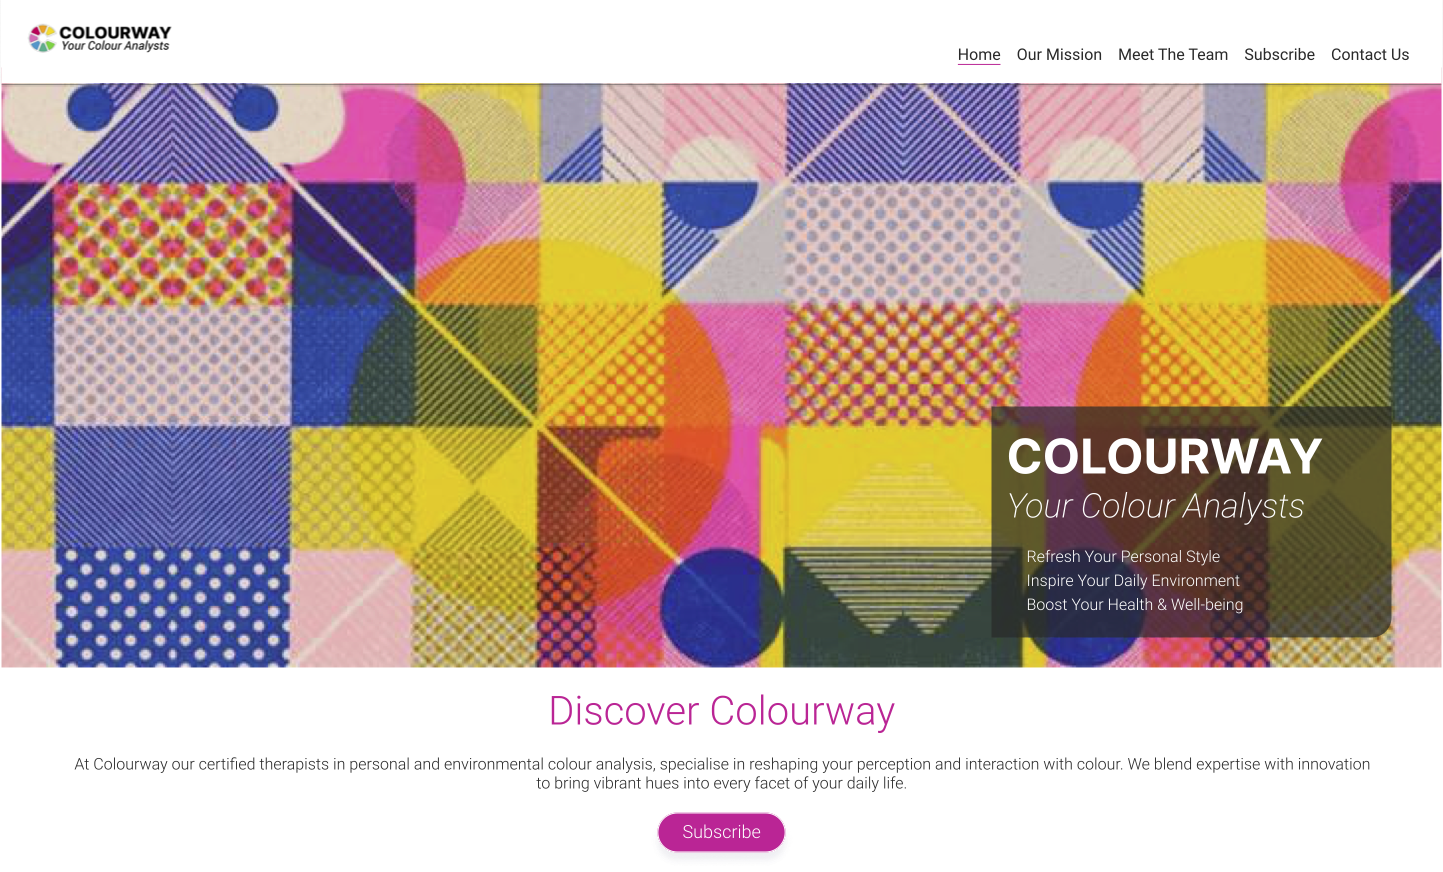 COLOURWAY
Your Colour Analysts
Home Our Mission Meet The Team Subscribe Contact Us
COLOURWAY
Your Colour Analysts
Refresh Your Personal Style
Inspire Your Daily Environment
Boost Your Health & Well-being
Discover Colourway
At Colourway our certified therapists in personal and environmental colour analysis, specialise in reshaping your perception and interaction with colour. We blend expertise with innovation
to bring vibrant hues into every facet of your daily life.
Subscribe